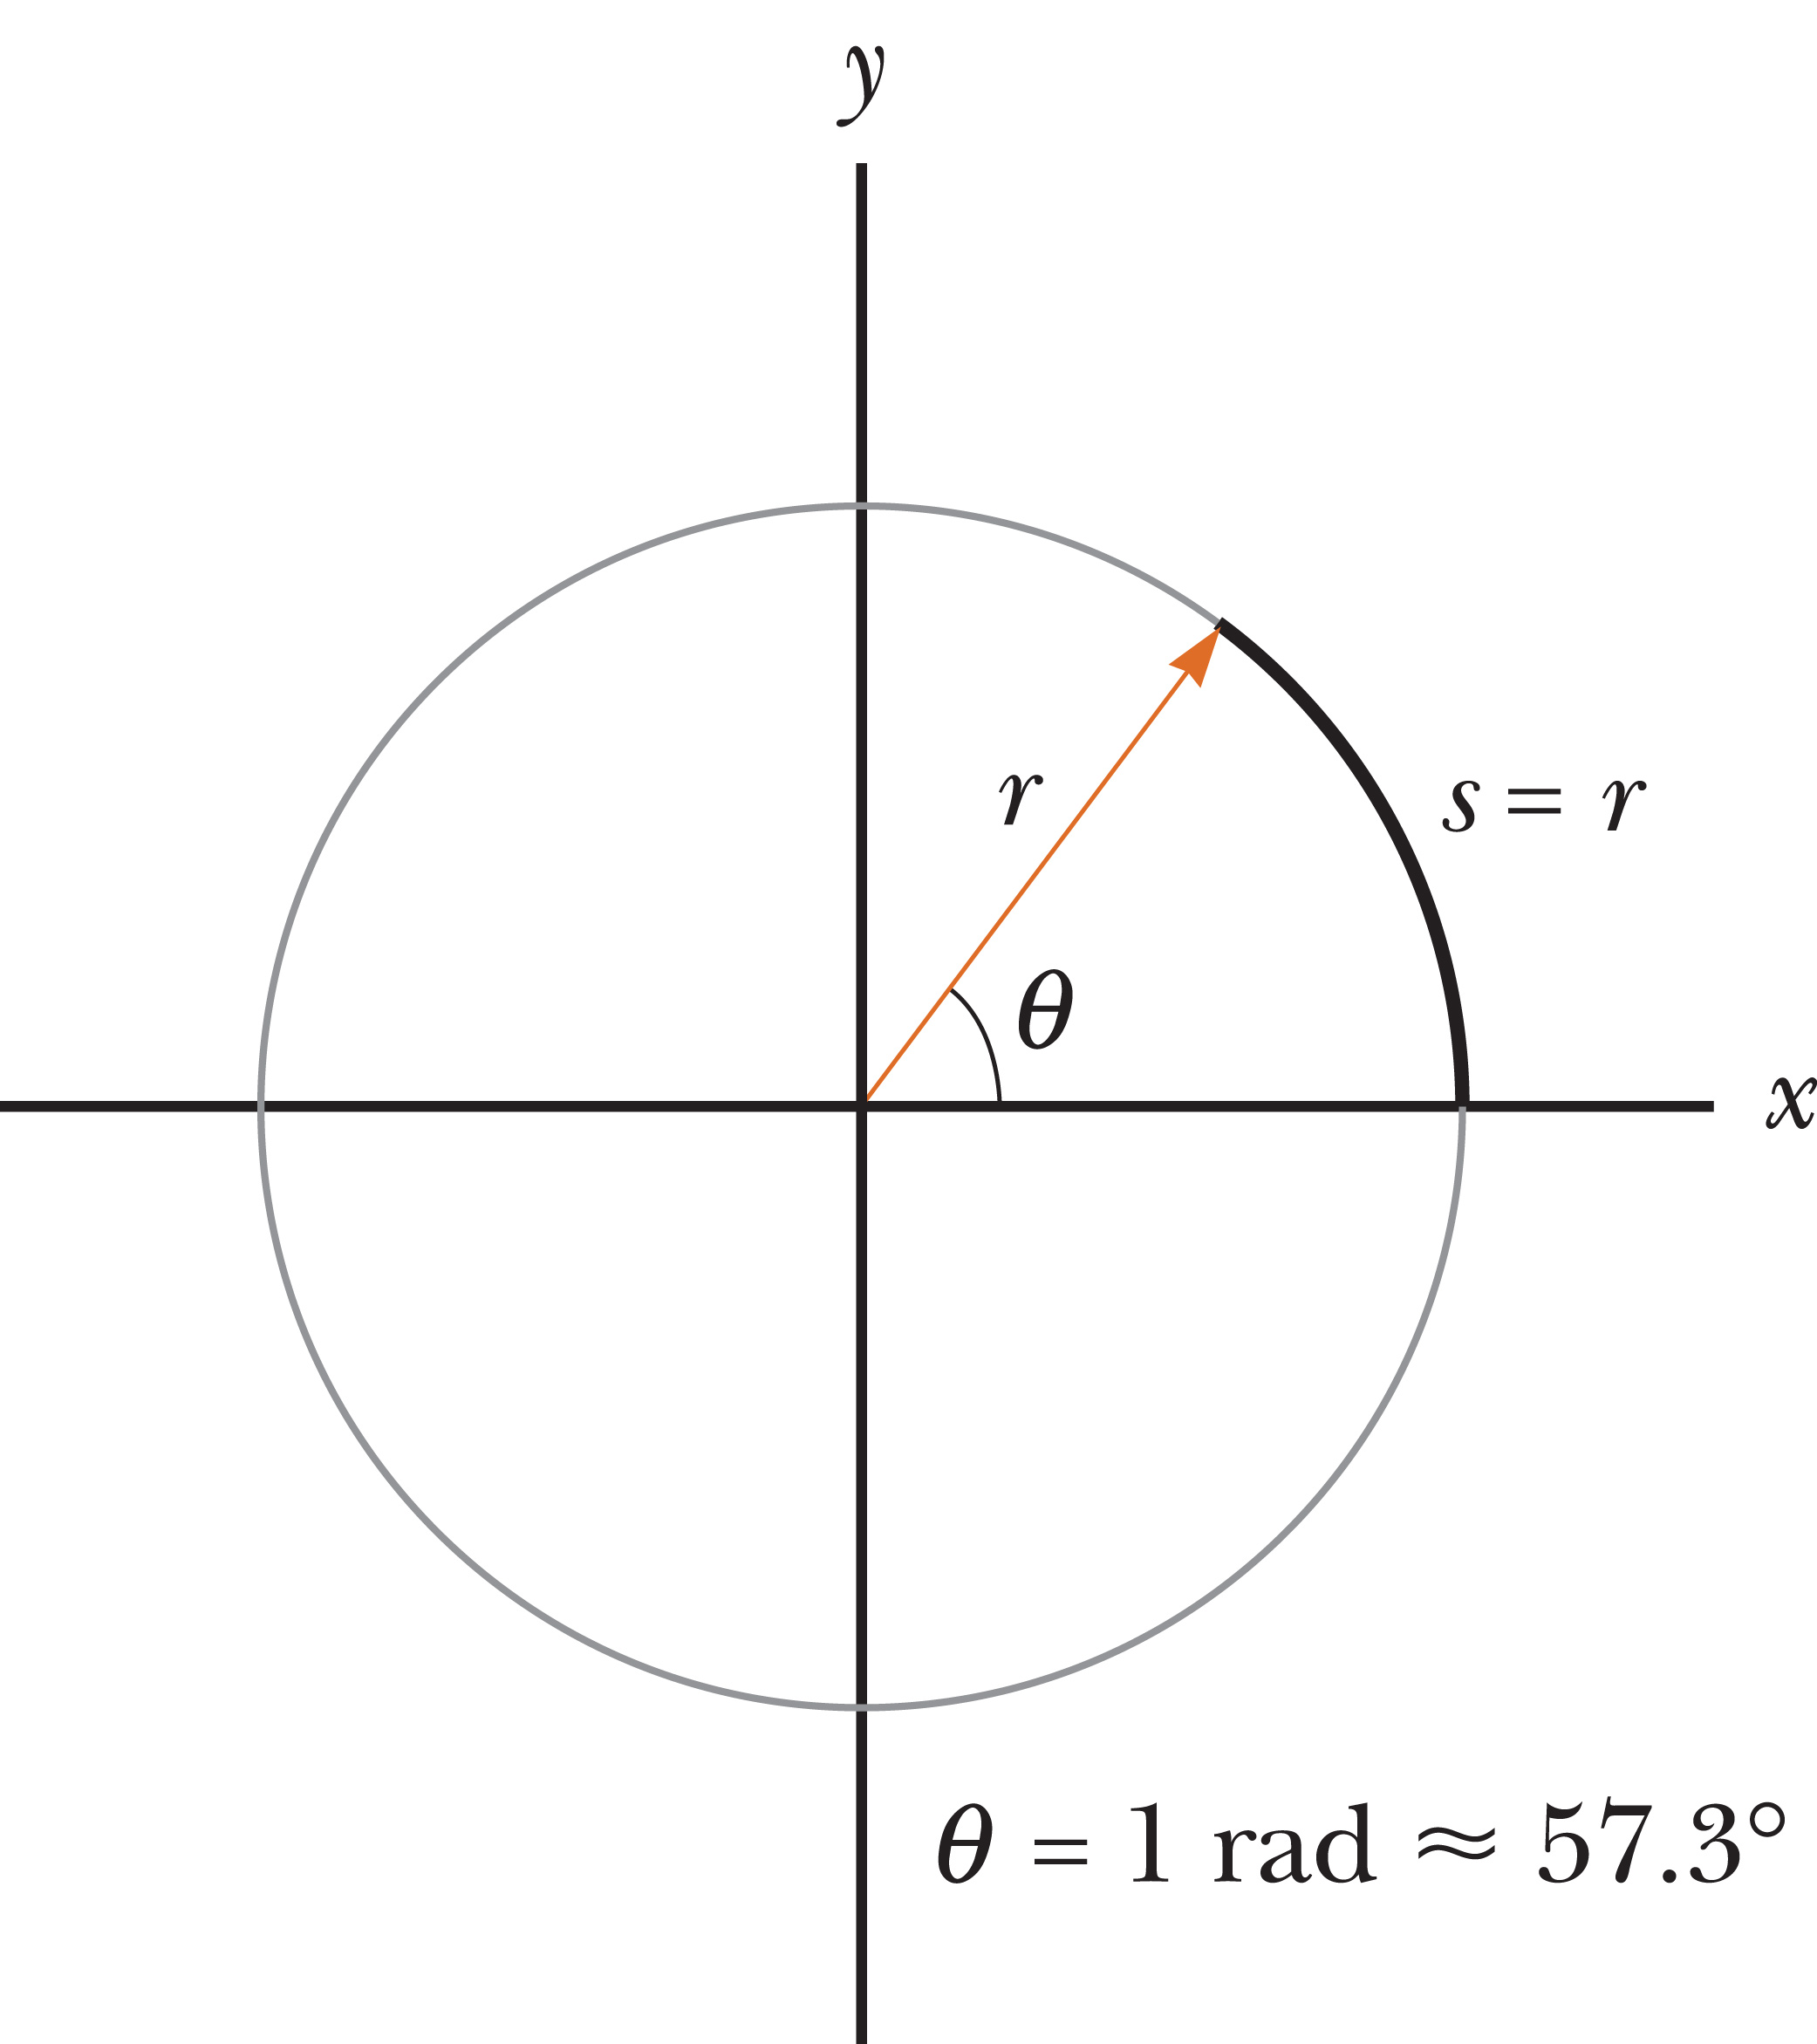 y
r
s = r
θ
x
θ = 1 rad ≈ 57.3°